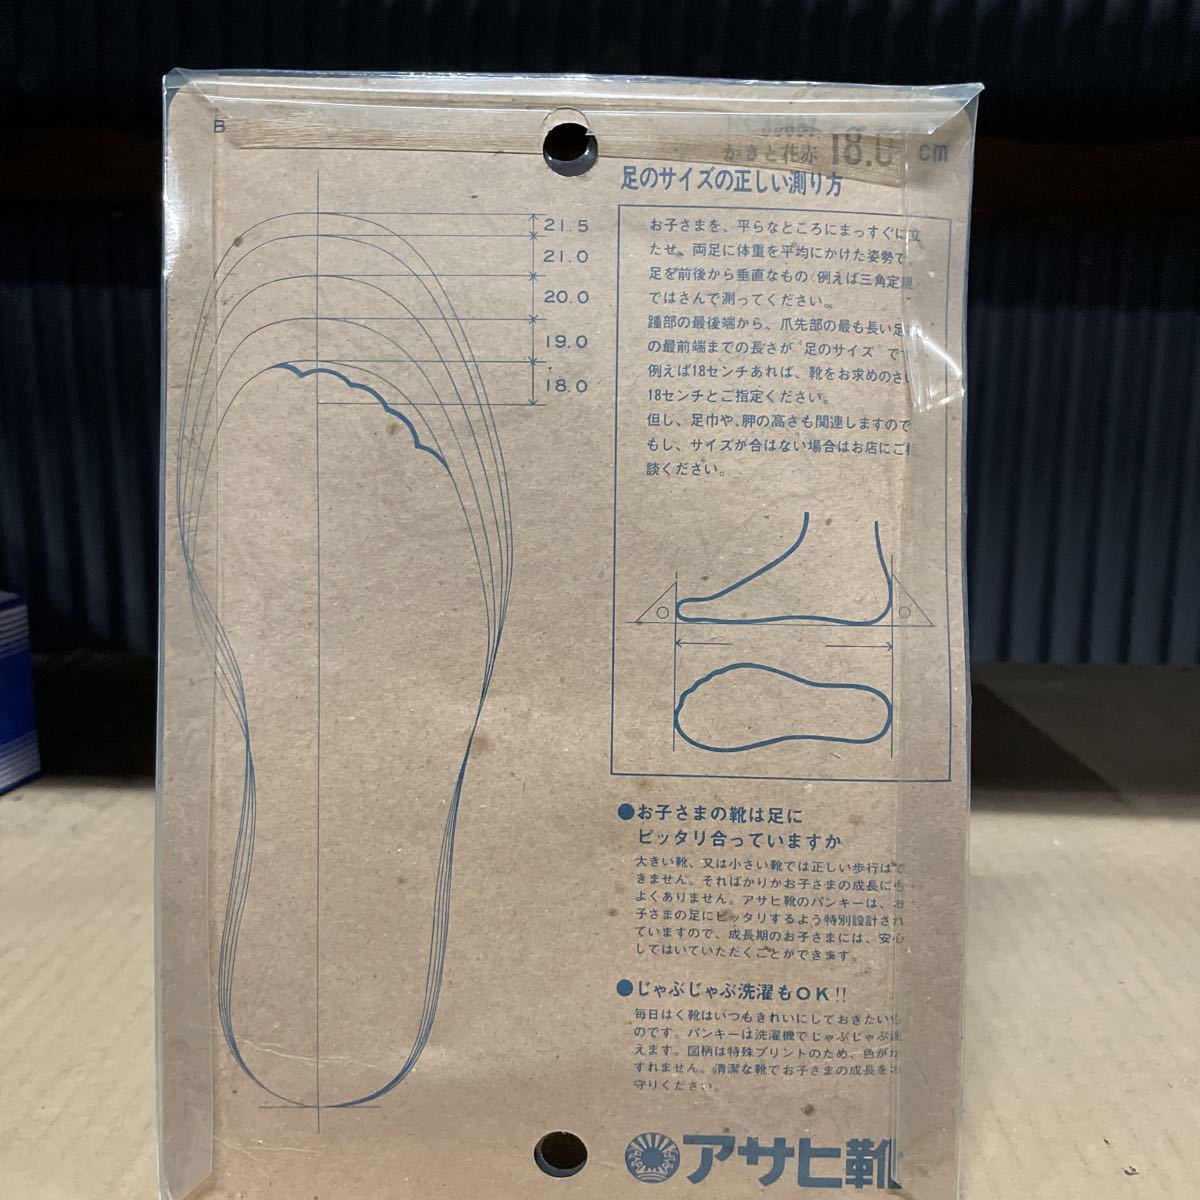 B
かさと花赤 18.0 cm
足のサイズの正しい測り方
21.5
21.0
20.0
19.0
18.0
お子さまを、平らなところにまっすぐに立
たせ、両足に体重を平均にかけた姿勢で、
足を前後から垂直なもの(例えば三角定規
ではさんで測ってください。
踵部の最後端から、爪先部の最も長い足
の最前端までの長さが“足のサイズ”で
例えば18センチあれば、靴をお求めのさい
18センチとご指定ください。
但し、足巾や、胛の高さも関連しますので
もし、サイズが合はない場合はお店にご相
談ください。
●お子さまの靴は足に
ピッタリ合っていますか
大きい靴、又は小さい靴では正しい歩行はで
きません。そればかりかお子さまの成長にも
よくありません。アサヒ靴のバンキーは、お
子さまの足にピッタリするよう特別設計され
ていますので、成長期のお子さまには、安心
してはいていただくことができます。
●じゃぶじゃぶ洗濯もOK!!
毎日はく靴はいつもきれいにしておきたいも
のです。バンキーは洗濯機でじゃぶじゃぶ洗
えます。図柄は特殊プリントのため、色がか
すれません。清潔な靴でお子さまの成長をお
守りください。
アサヒ靴